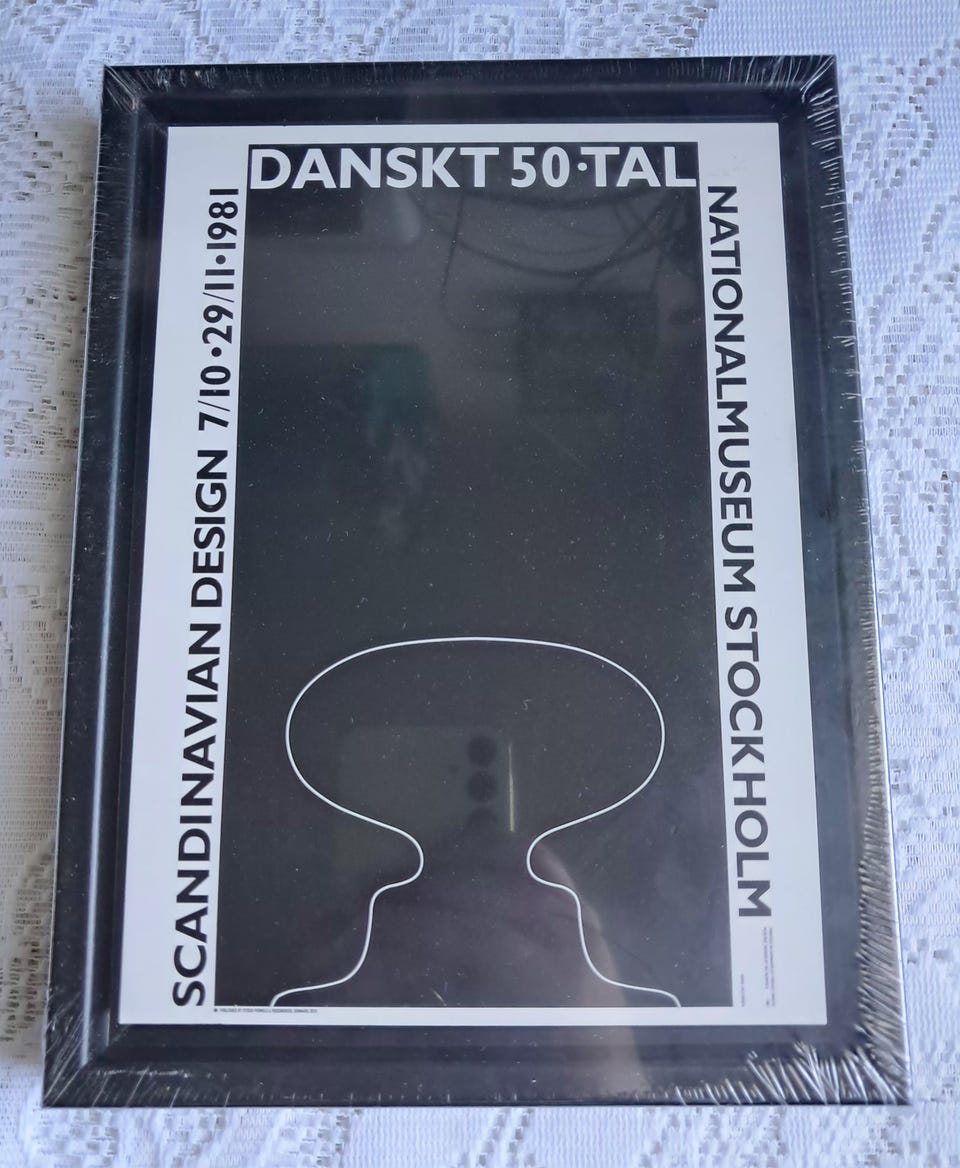 DANSKT 50·TAL
SCANDINAVIAN DESIGN 7/10·29/11·1981
NATIONALMUSEUM STOCKHOLM